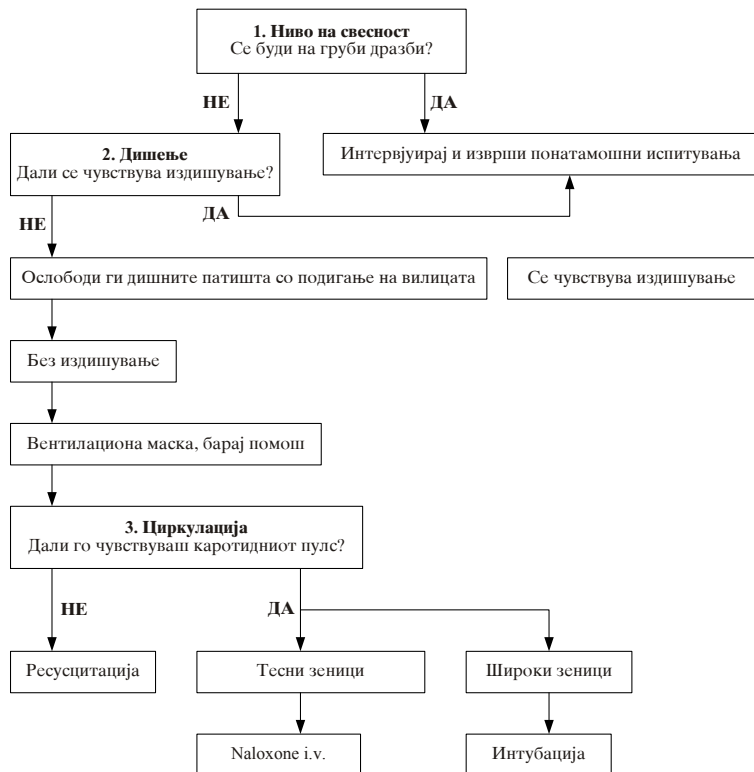 1. Ниво на свесност
Се буди на груби дразби?
НЕ
ДА
2. Дишење
Дали се чувствува издишување?
Интервјуирај и изврши понатамошни испитувања
НЕ
ДА
Ослободи ги дишните патишта со подигање на вилицата
Се чувствува издишување
Без издишување
Вентилациона маска, барај помош
3. Циркулација
Дали го чувствуваш каротидниот пулс?
НЕ
ДА
Ресусцитација
Тесни зеници
Широки зеници
Naloxone i.v.
Интубација